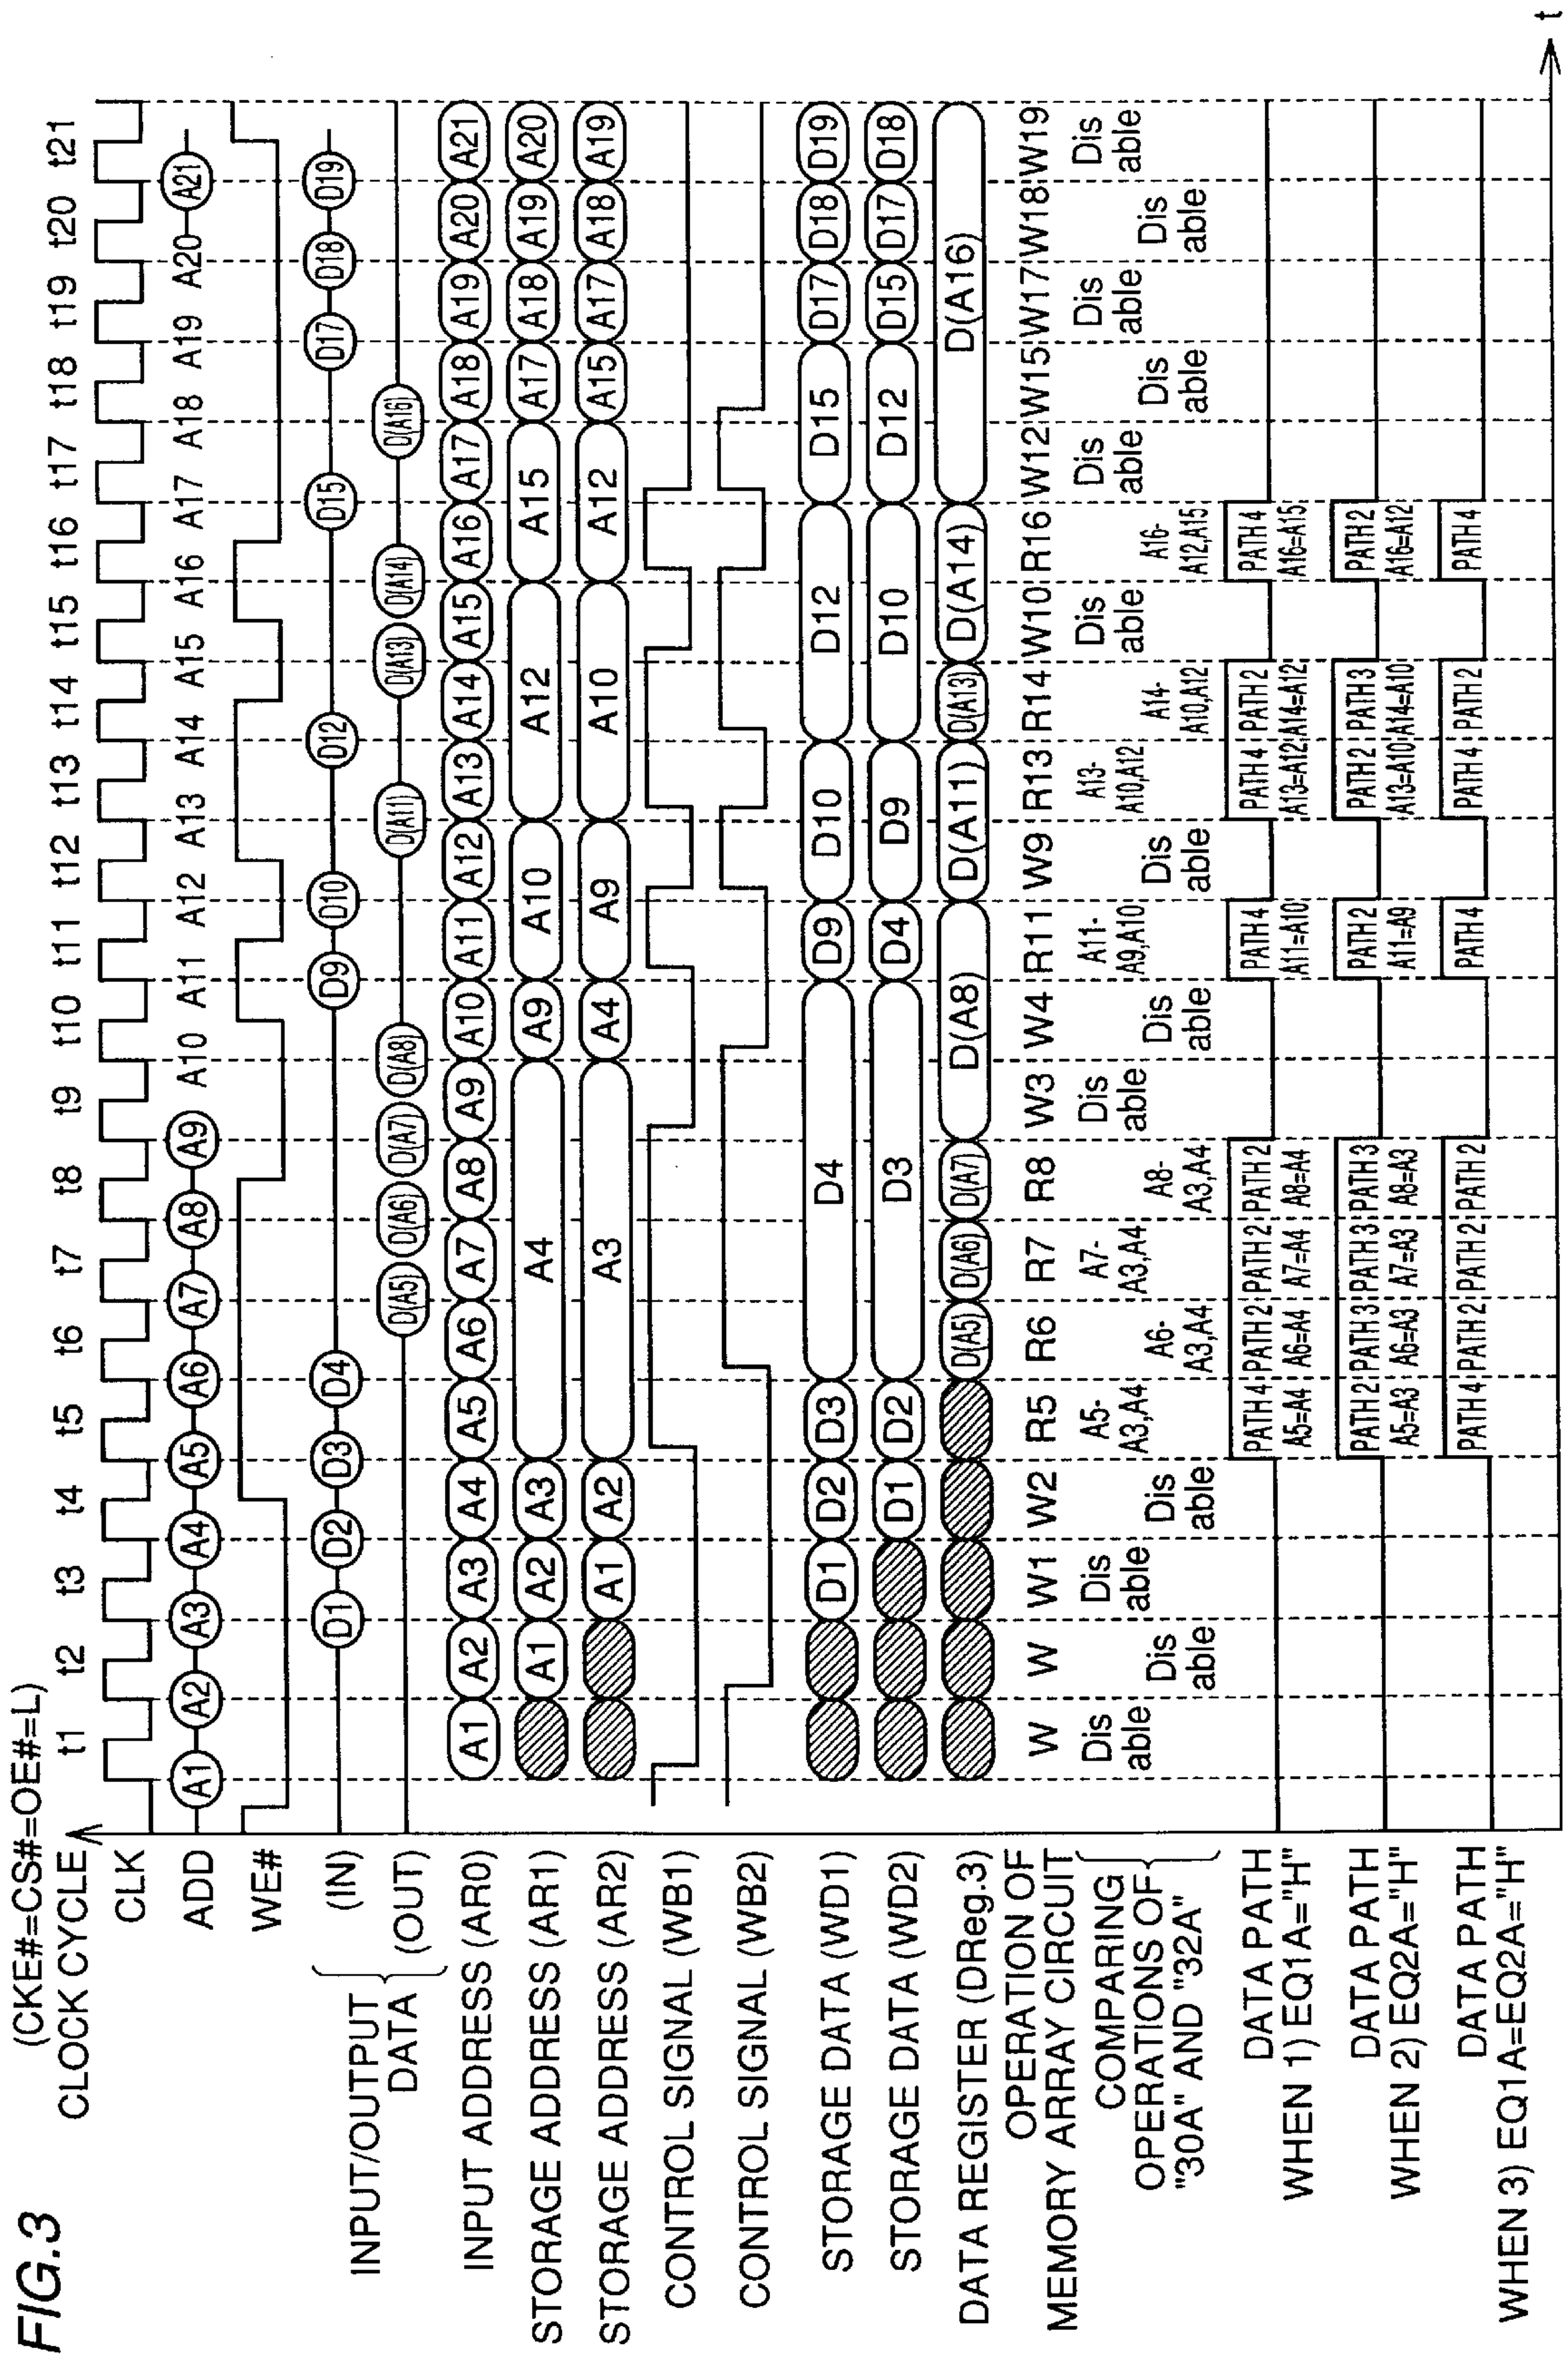 FIG.3
(CKE#=CS#=OE#=L)
CLOCK CYCLE t1 t2 t3 t4 t5 t6 t7 t8 t9 t10 t11 t12 t13 t14 t15 t16 t17 t18 t19 t20 t21
CLK
ADD A1 A2 A3 A4 A5 A6 A7 A8 A9 A10 A11 A12 A13 A14 A15 A16 A17 A18 A19 A20 A21
WE#
INPUT/OUTPUT DATA
(IN) D1 D2 D3 D4 D9 D10 D12 D15 D17 D18 D19
(OUT) D(A5) D(A6) D(A7) D(A8) D(A11) D(A13) D(A14) D(A16)
INPUT ADDRESS (AR0) A1 A2 A3 A4 A5 A6 A7 A8 A9 A10 A11 A12 A13 A14 A15 A16 A17 A18 A19 A20 A21
STORAGE ADDRESS (AR1) A1 A2 A3 A4 A9 A10 A12 A15 A17 A18 A19 A20
STORAGE ADDRESS (AR2) A1 A2 A3 A4 A9 A10 A12 A15 A17 A18 A19
CONTROL SIGNAL (WB1)
CONTROL SIGNAL (WB2)
STORAGE DATA (WD1) D1 D2 D3 D4 D9 D10 D12 D15 D17 D18 D19
STORAGE DATA (WD2) D1 D2 D3 D4 D9 D10 D12 D15 D17 D18
DATA REGISTER (DReg.3) D(A5) D(A6) D(A7) D(A8) D(A11) D(A13) D(A14) D(A16)
OPERATION OF
MEMORY ARRAY CIRCUIT W W W1 W2 R5 R6 R7 R8 W3 W4 R11 W9 R13 R14 W10 R16 W12 W15 W17 W18 W19
COMPARING
OPERATIONS OF
"30A" AND "32A"
Dis able Dis able Dis able Dis able A5-A3,A4 A6-A3,A4 A7-A3,A4 A8-A3,A4 Dis able Dis able A11-A9,A10 Dis able A13-A10,A12 A14-A10,A12 Dis able A16-A12,A15 Dis able Dis able Dis able Dis able Dis able
DATA PATH PATH 4 PATH 2 PATH 2 PATH 2 PATH 4 PATH 4 PATH 2 PATH 4
WHEN 1) EQ1A="H" A5=A4 A6=A4 A7=A4 A8=A4 A11=A10 A13=A12 A14=A12 A16=A15
DATA PATH PATH 2 PATH 3 PATH 3 PATH 3 PATH 2 PATH 2 PATH 3 PATH 2
WHEN 2) EQ2A="H" A5=A3 A6=A3 A7=A3 A8=A3 A11=A9 A13=A10 A14=A10 A16=A12
DATA PATH PATH 4 PATH 2 PATH 2 PATH 2 PATH 4 PATH 4 PATH 2 PATH 4
WHEN 3) EQ1A=EQ2A="H"
t